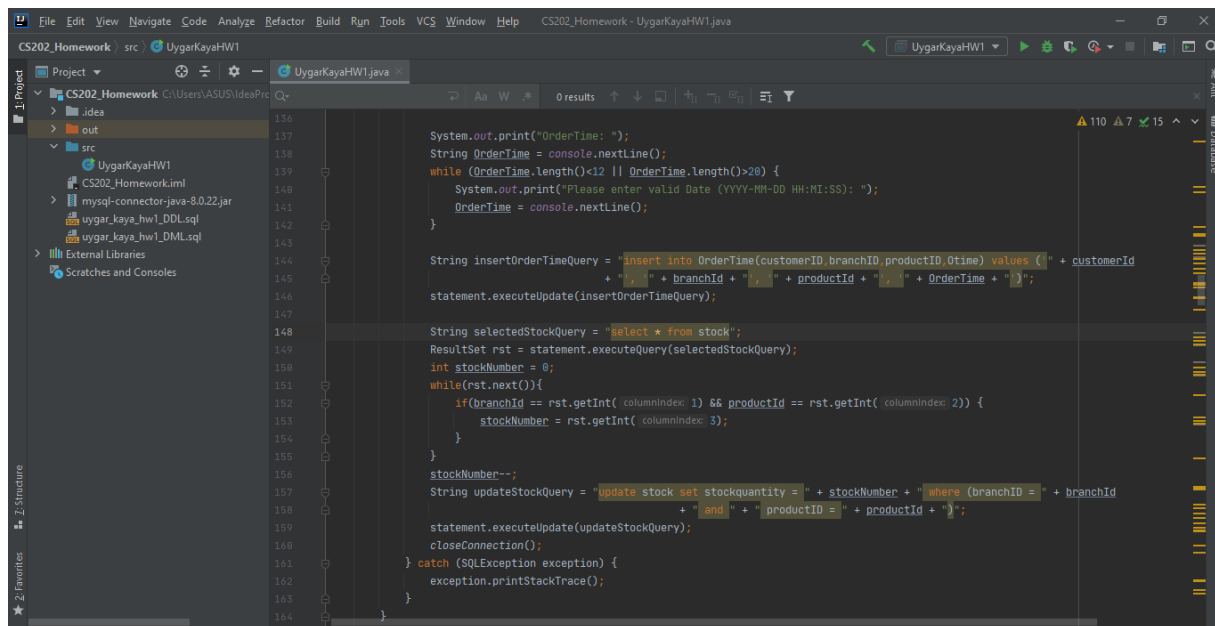 File Edit View Navigate Code Analyze Refactor Build Run Tools VCS Window Help CS202_Homework - UygarKayaHW1.java
CS202_Homework src UygarKayaHW1 UygarKayaHW1
Project UygarKayaHW1.java
1: Project
CS202_Homework C:\Users\ASUS\IdeaPrc
Aa W .* 0 results
.idea
out
src
UygarKayaHW1
CS202_Homework.iml
mysql-connector-java-8.0.22.jar
uygar_kaya_hw1_DDL.sql
uygar_kaya_hw1_DML.sql
External Libraries
Scratches and Consoles
Z: Structure
2: Favorites
110 7 15
Database
136
137 System.out.print("OrderTime: ");
138 String OrderTime = console.nextLine();
139 while (OrderTime.length()<12 || OrderTime.length()>20) {
140 System.out.print("Please enter valid Date (YYYY-MM-DD HH:MI:SS): ");
141 OrderTime = console.nextLine();
142 }
143
144 String insertOrderTimeQuery = "insert into OrderTime(customerID,branchID,productID,Otime) values ('" + customerId
145 + "', '" + branchId + "', '" + productId + "', '" + OrderTime + "')";
146 statement.executeUpdate(insertOrderTimeQuery);
147
148 String selectedStockQuery = "select * from stock";
149 ResultSet rst = statement.executeQuery(selectedStockQuery);
150 int stockNumber = 0;
151 while(rst.next()){
152 if(branchId == rst.getInt( columnIndex: 1) && productId == rst.getInt( columnIndex: 2)) {
153 stockNumber = rst.getInt( columnIndex: 3);
154 }
155 }
156 stockNumber--;
157 String updateStockQuery = "update stock set stockquantity = " + stockNumber + " where (branchID = " + branchId
158 + " and " + " productID = " + productId + ")";
159 statement.executeUpdate(updateStockQuery);
160 closeConnection();
161 } catch (SQLException exception) {
162 exception.printStackTrace();
163 }
164 }